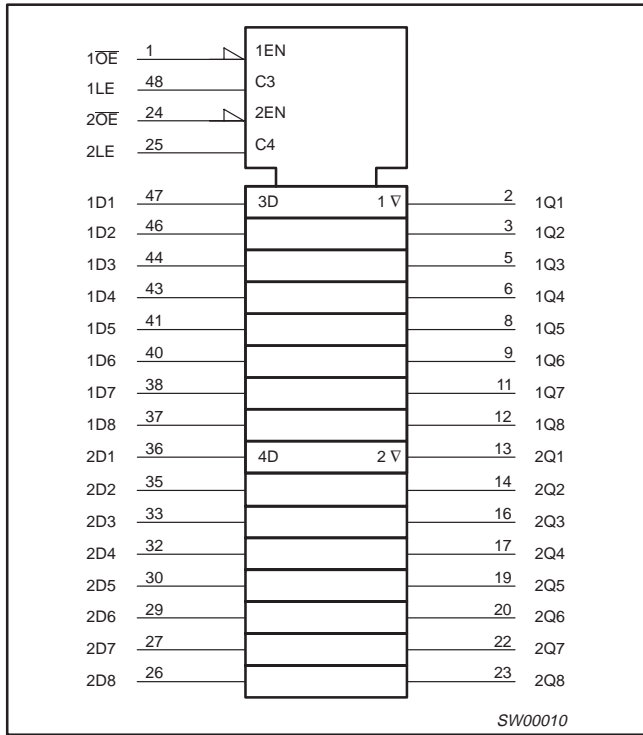 1O̅E̅ 1 1EN
1LE 48 C3
2O̅E̅ 24 2EN
2LE 25 C4
1D1 47 3D 1 ∇ 2 1Q1
1D2 46 3 1Q2
1D3 44 5 1Q3
1D4 43 6 1Q4
1D5 41 8 1Q5
1D6 40 9 1Q6
1D7 38 11 1Q7
1D8 37 12 1Q8
2D1 36 4D 2 ∇ 13 2Q1
2D2 35 14 2Q2
2D3 33 16 2Q3
2D4 32 17 2Q4
2D5 30 19 2Q5
2D6 29 20 2Q6
2D7 27 22 2Q7
2D8 26 23 2Q8
SW00010